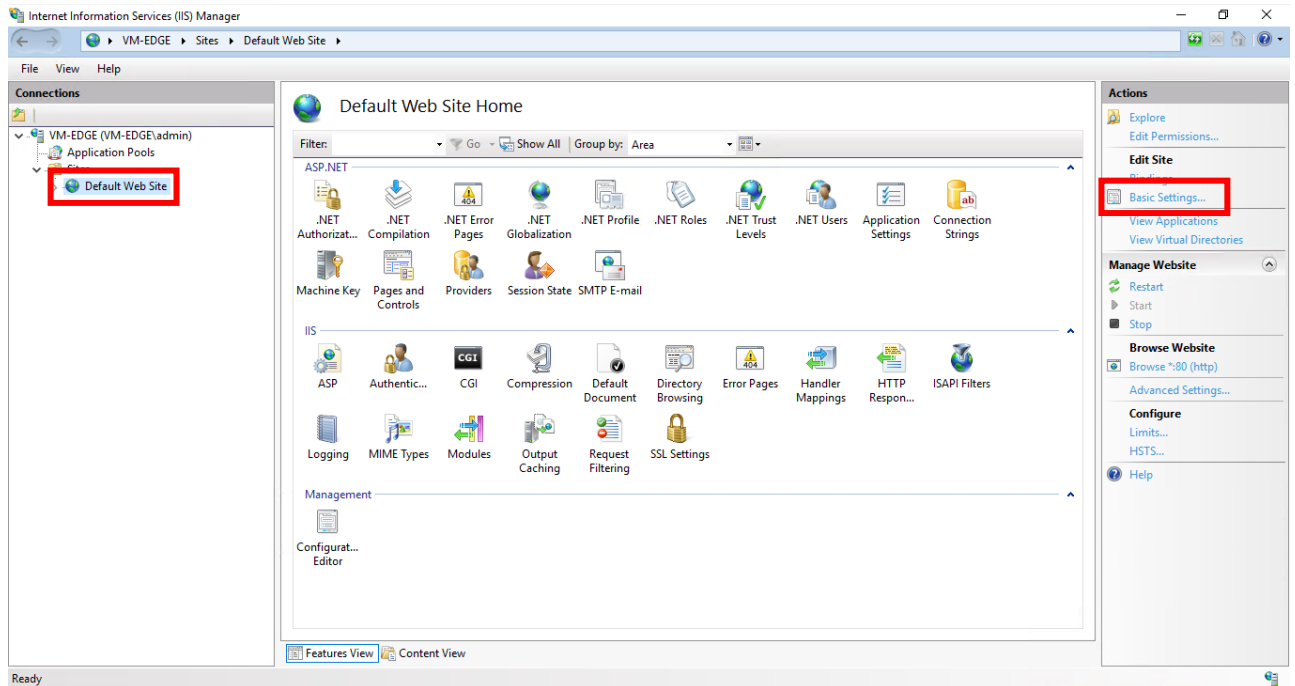 Internet Information Services (IIS) Manager
VM-EDGE Sites Default Web Site
File View Help
Connections
VM-EDGE (VM-EDGE\admin)
Application Pools
Sites
Default Web Site
Default Web Site Home
Filter: Go Show All Group by: Area
ASP.NET
.NET Authorizat...
.NET Compilation
.NET Error Pages
.NET Globalization
.NET Profile
.NET Roles
.NET Trust Levels
.NET Users
Application Settings
Connection Strings
Machine Key
Pages and Controls
Providers
Session State
SMTP E-mail
IIS
ASP
Authentic...
CGI
CGI
Compression
Default Document
Directory Browsing
Error Pages
Handler Mappings
HTTP Respon...
ISAPI Filters
Logging
MIME Types
Modules
Output Caching
Request Filtering
SSL Settings
Management
Configurat... Editor
Features View Content View
Actions
Explore
Edit Permissions...
Edit Site
Bindings...
Basic Settings...
View Applications
View Virtual Directories
Manage Website
Restart
Start
Stop
Browse Website
Browse *:80 (http)
Advanced Settings...
Configure
Limits...
HSTS...
Help
Ready